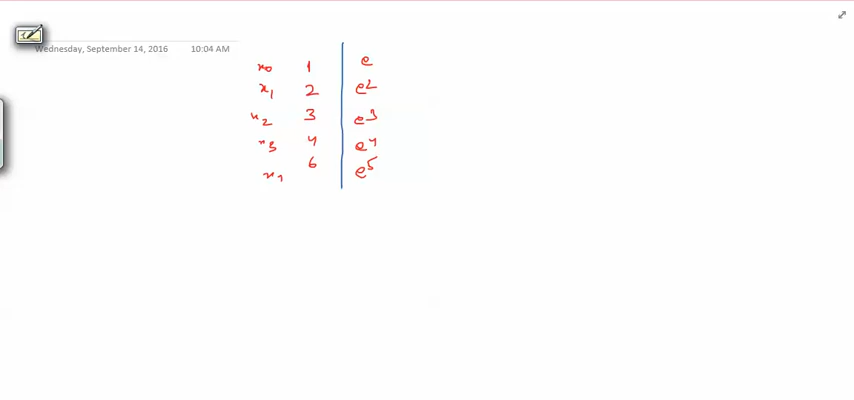 Wednesday, September 14, 2016 10:04 AM
x₀ 1 e
x₁ 2 e²
x₂ 3 e³
x₃ 4 e⁴
x₄ 6 e⁵